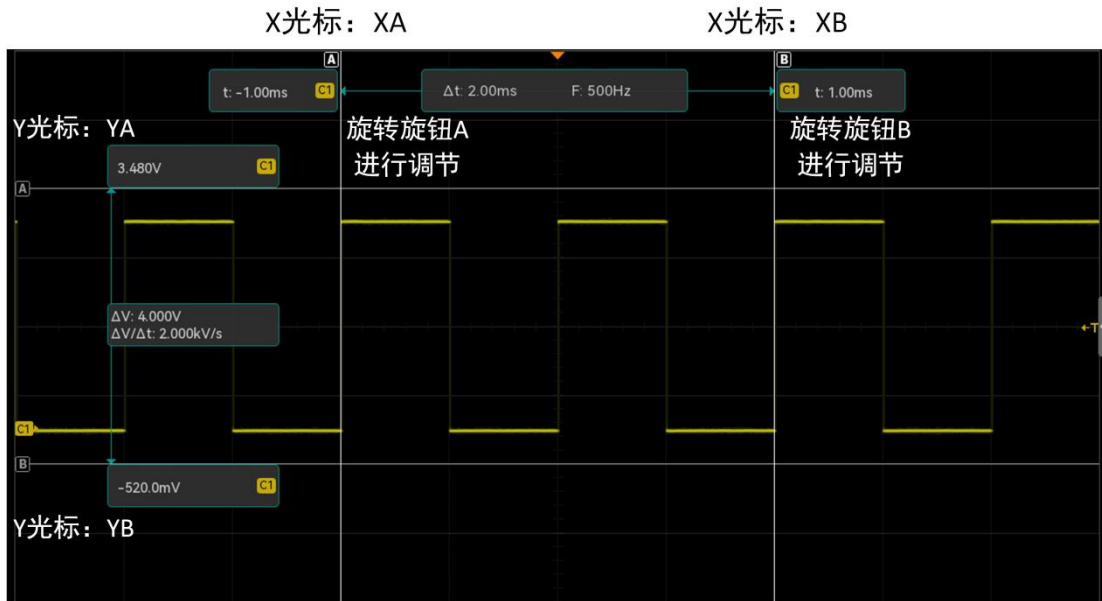 X光标：XA
X光标：XB
A
B
t: -1.00ms C1
Δt: 2.00ms F: 500Hz
C1 t: 1.00ms
Y光标：YA
旋转旋钮A
进行调节
旋转旋钮B
进行调节
3.480V C1
A
ΔV: 4.000V
ΔV/Δt: 2.000kV/s
T
C1
B
-520.0mV C1
Y光标：YB